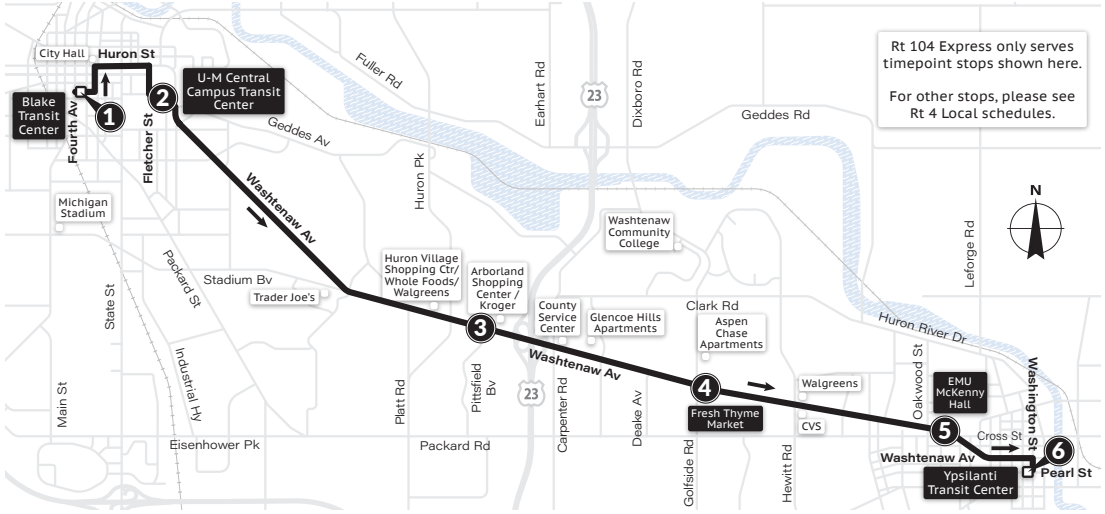 City Hall
Huron St
Blake
Transit
Center
1
2
U-M Central
Campus Transit
Center
Fourth Av
Fletcher St
Fuller Rd
Geddes Av
Huron Pk
Earhart Rd
23
Dixboro Rd
Geddes Rd
Rt 104 Express only serves
timepoint stops shown here.
For other stops, please see
Rt 4 Local schedules.
N
Leforge Rd
Michigan
Stadium
Washtenaw Av
Packard St
State St
Stadium Bv
Trader Joe's
Huron Village
Shopping Ctr/
Whole Foods/
Walgreens
Arborland
Shopping
Center /
Kroger
3
Washtenaw
Community
College
County
Service
Center
Glencoe Hills
Apartments
Clark Rd
Aspen
Chase
Apartments
Huron River Dr
Washtenaw Av
4
Fresh Thyme
Market
Walgreens
CVS
Oakwood St
EMU
McKenny
Hall
5
Washington St
Cross St
Washtenaw Av
6
Pearl St
Ypsilanti
Transit Center
Main St
Industrial Hy
Eisenhower Pk
Platt Rd
Packard Rd
Pittsfield
Bv
23
Carpenter Rd
Deake Av
Golfside Rd
Hewitt Rd